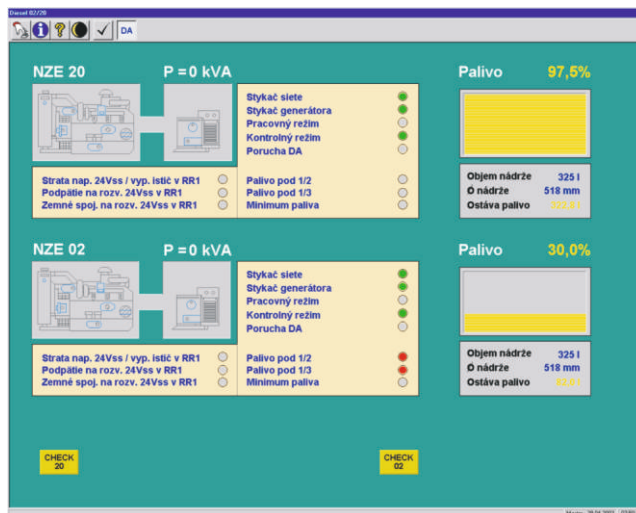 Diesel 02/20
DA
NZE 20 P = 0 kVA Palivo 97,5%
Stykač siete
Stykač generátora
Pracovný režim
Kontrolný režim
Porucha DA
Strata nap. 24Vss / vyp. istič v RR1
Podpätie na rozv. 24Vss v RR1
Zemné spoj. na rozv. 24Vss v RR1
Palivo pod 1/2
Palivo pod 1/3
Minimum paliva
Objem nádrže 325 l
Ó nádrže 518 mm
Ostáva palivo
NZE 02 P = 0 kVA Palivo 30,0%
Stykač siete
Stykač generátora
Pracovný režim
Kontrolný režim
Porucha DA
Strata nap. 24Vss / vyp. istič v RR1
Podpätie na rozv. 24Vss v RR1
Zemné spoj. na rozv. 24Vss v RR1
Palivo pod 1/2
Palivo pod 1/3
Minimum paliva
Objem nádrže 325 l
Ó nádrže 518 mm
Ostáva palivo
CHECK
20
CHECK
02